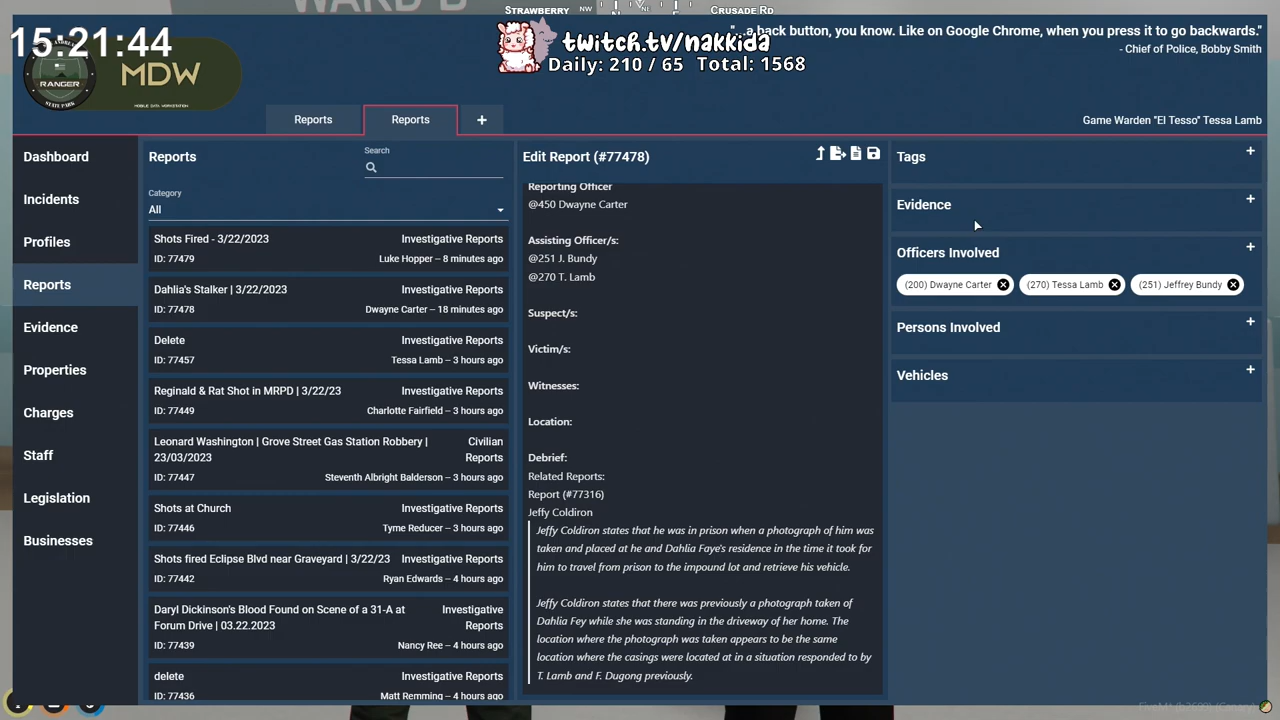 WARD B
STRAWBERRY NW NE CRUSADE RD
15:21:44
"...a back button, you know. Like on Google Chrome, when you press it to go backwards."
- Chief of Police, Bobby Smith
twitch.tv/nakkida
Daily: 210 / 65 Total: 1568
RANGER
STATE PARK
MDW
MOBILE DATA WORKSTATION
Reports
Reports
+
Game Warden "El Tesso" Tessa Lamb
Dashboard
Incidents
Profiles
Reports
Evidence
Properties
Charges
Staff
Legislation
Businesses
Reports
Search
Category
All
Shots Fired - 3/22/2023 Investigative Reports
ID: 77479 Luke Hopper – 8 minutes ago
Dahlia's Stalker | 3/22/2023 Investigative Reports
ID: 77478 Dwayne Carter – 18 minutes ago
Delete Investigative Reports
ID: 77457 Tessa Lamb – 3 hours ago
Reginald & Rat Shot in MRPD | 3/22/23 Investigative Reports
ID: 77449 Charlotte Fairfield – 3 hours ago
Leonard Washington | Grove Street Gas Station Robbery | Civilian
23/03/2023 Reports
ID: 77447 Steventh Albright Balderson – 3 hours ago
Shots at Church Investigative Reports
ID: 77446 Tyme Reducer – 3 hours ago
Shots fired Eclipse Blvd near Graveyard | 3/22/23 Investigative Reports
ID: 77442 Ryan Edwards – 4 hours ago
Daryl Dickinson's Blood Found on Scene of a 31-A at Investigative
Forum Drive | 03.22.2023 Reports
ID: 77439 Nancy Ree – 4 hours ago
delete Investigative Reports
ID: 77436 Matt Remming – 4 hours ago
Edit Report (#77478)
Reporting Officer
@450 Dwayne Carter
Assisting Officer/s:
@251 J. Bundy
@270 T. Lamb
Suspect/s:
Victim/s:
Witnesses:
Location:
Debrief:
Related Reports:
Report (#77316)
Jeffy Coldiron
Jeffy Coldiron states that he was in prison when a photograph of him was
taken and placed at he and Dahlia Faye's residence in the time it took for
him to travel from prison to the impound lot and retrieve his vehicle.
Jeffy Coldiron states that there was previously a photograph taken of
Dahlia Fey while she was standing in the driveway of her home. The
location where the photograph was taken appears to be the same
location where the casings were located at in a situation responded to by
T. Lamb and F. Dugong previously.
Tags +
Evidence +
Officers Involved +
(200) Dwayne Carter (270) Tessa Lamb (251) Jeffrey Bundy
Persons Involved +
Vehicles +